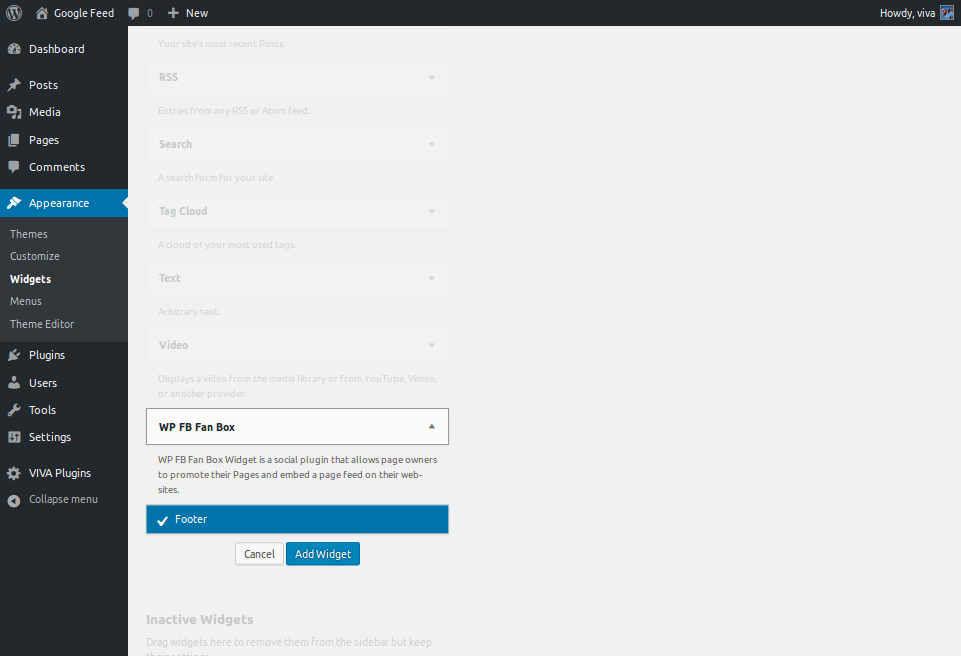 Google Feed
0
New
Howdy, viva
Dashboard
Posts
Media
Pages
Comments
Appearance
Themes
Customize
Widgets
Menus
Theme Editor
Plugins
Users
Tools
Settings
VIVA Plugins
Collapse menu
Your site's most recent Posts.
RSS
Entries from any RSS or Atom feed.
Search
A search form for your site.
Tag Cloud
A cloud of your most used tags.
Text
Arbitrary text.
Video
Displays a video from the media library or from YouTube, Vimeo,
or another provider.
WP FB Fan Box
WP FB Fan Box Widget is a social plugin that allows page owners
to promote their Pages and embed a page feed on their web-
sites.
Footer
Cancel
Add Widget
Inactive Widgets
Drag widgets here to remove them from the sidebar but keep
their settings.